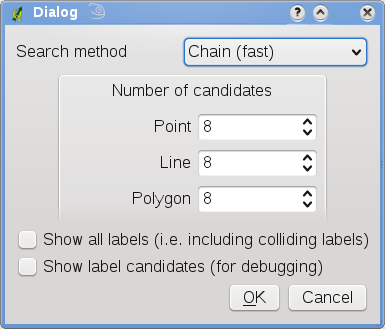 Dialog
Search method Chain (fast)
Number of candidates
Point 8
Line 8
Polygon 8
Show all labels (i.e. including colliding labels)
Show label candidates (for debugging)
OK Cancel